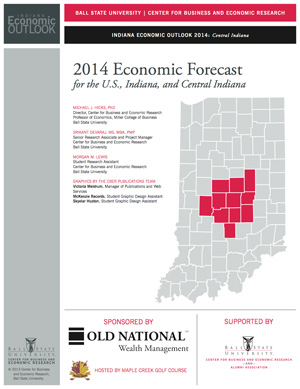 INDIANA
Economic
OUTLOOK
BALL STATE UNIVERSITY | CENTER FOR BUSINESS AND ECONOMIC RESEARCH
INDIANA ECONOMIC OUTLOOK 2014: Central Indiana
2014 Economic Forecast
for the U.S., Indiana, and Central Indiana
MICHAEL J. HICKS, PhD
Director, Center for Business and Economic Research
Professor of Economics, Miller College of Business
Ball State University
SRIKANT DEVARAJ, MS, MBA, PMP
Senior Research Associate and Project Manager
Center for Business and Economic Research
Ball State University
MORGAN M. LEWIS
Student Research Assistant
Center for Business and Economic Research
Ball State University
GRAPHICS BY THE CBER PUBLICATIONS TEAM
Victoria Meldrum, Manager of Publications and Web
Services
McKenzie Records, Student Graphic Design Assistant
Skyelar Huston, Student Graphic Design Assistant
SPONSORED BY
OLD NATIONAL
Wealth Management
HOSTED BY MAPLE CREEK GOLF COURSE
SUPPORTED BY
BALL STATE
UNIVERSITY
CENTER FOR BUSINESS AND ECONOMIC RESEARCH
—AND—
ALUMNI ASSOCIATION
BALL STATE
UNIVERSITY
CENTER FOR BUSINESS
AND ECONOMIC RESEARCH
© 2013 Center for Business
and Economic Research,
Ball State University